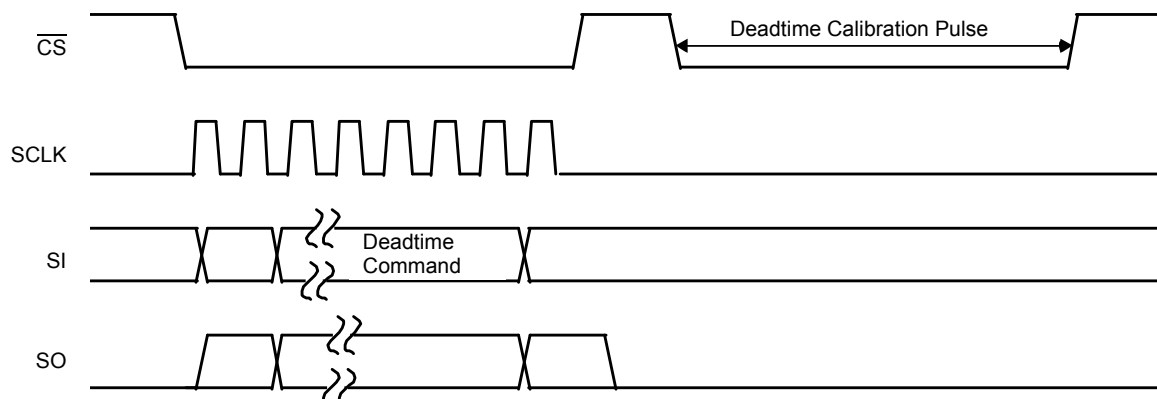 CS
Deadtime Calibration Pulse
SCLK
SI
Deadtime
Command
SO